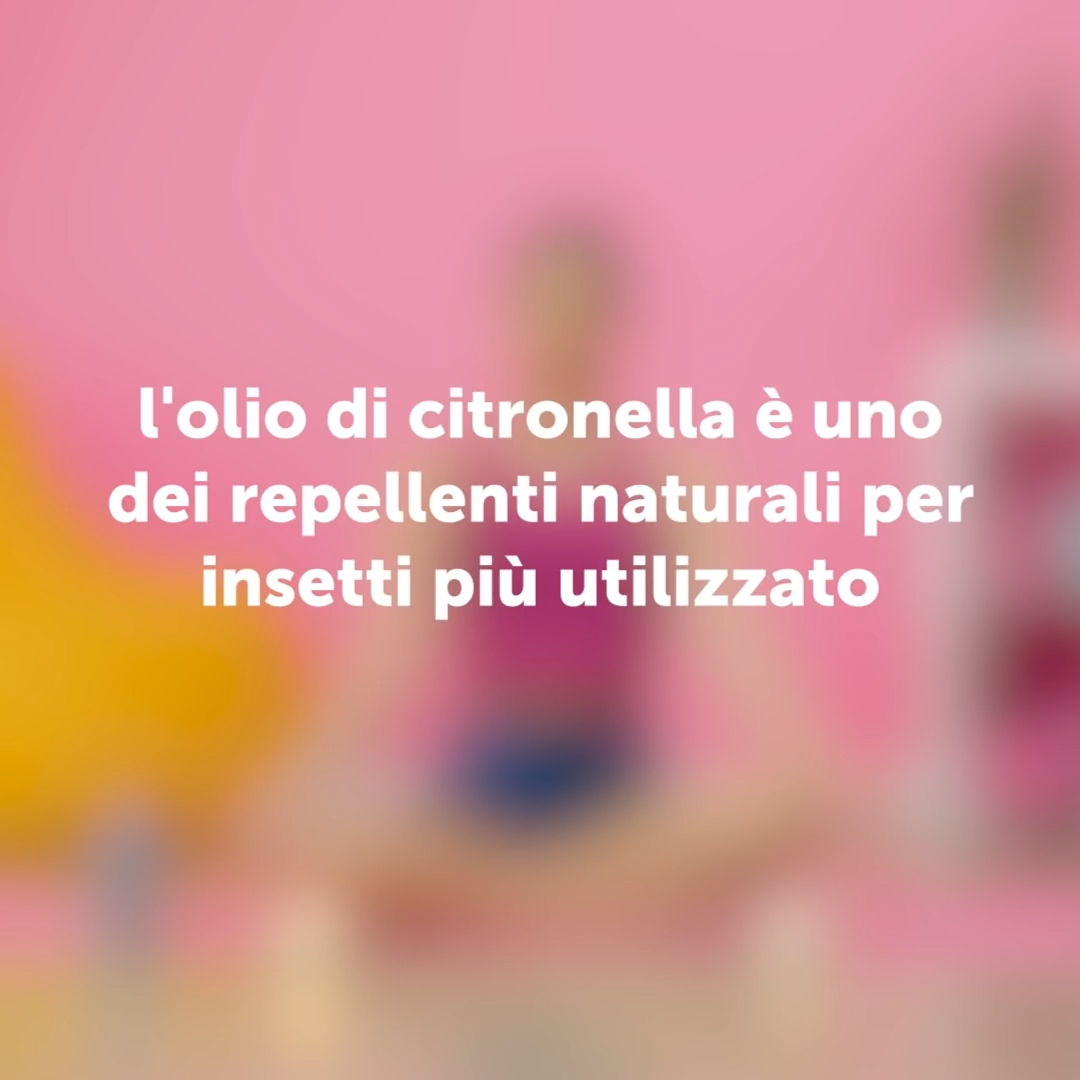 l'olio di citronella è uno
dei repellenti naturali per
insetti più utilizzato